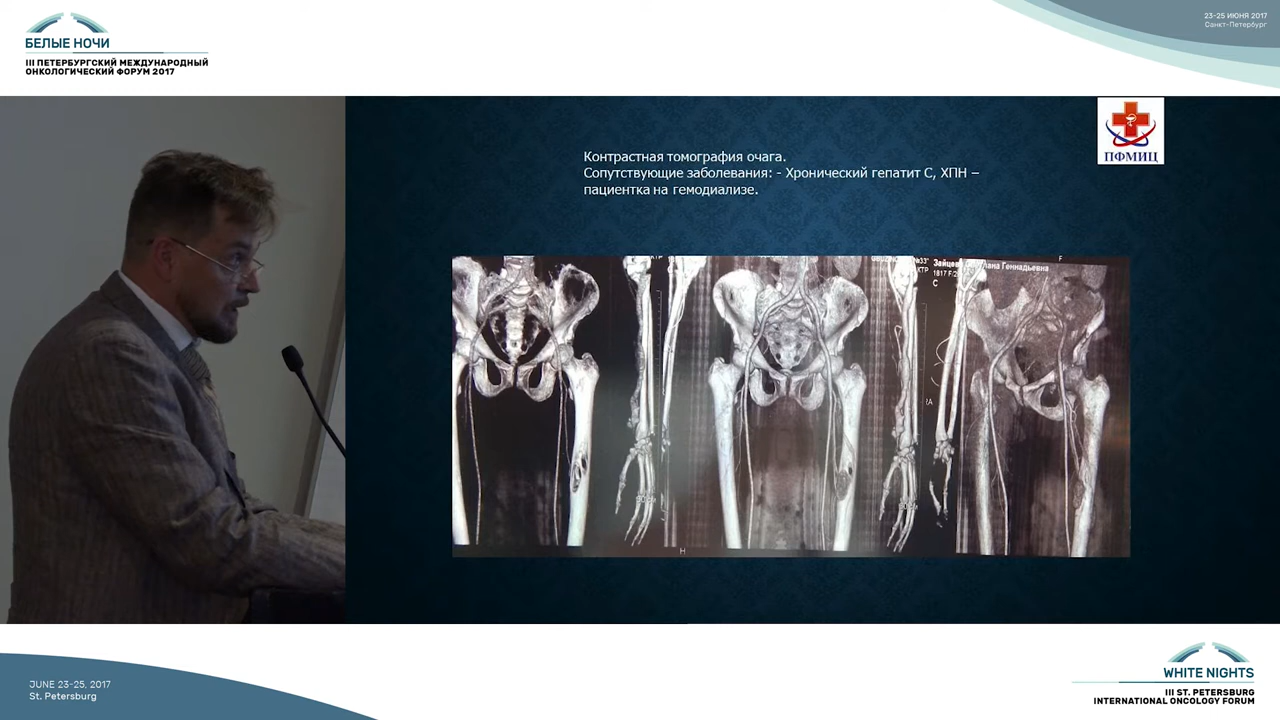 БЕЛЫЕ НОЧИ
III ПЕТЕРБУРГСКИЙ МЕЖДУНАРОДНЫЙ
ОНКОЛОГИЧЕСКИЙ ФОРУМ 2017
23-25 ИЮНЯ 2017
Санкт-Петербург
ПФМИЦ
Контрастная томография очага.
Сопутствующие заболевания: - Хронический гепатит С, ХПН –
пациентка на гемодиализе.
F
С
H
JUNE 23-25, 2017
St. Petersburg
WHITE NIGHTS
III ST. PETERSBURG
INTERNATIONAL ONCOLOGY FORUM